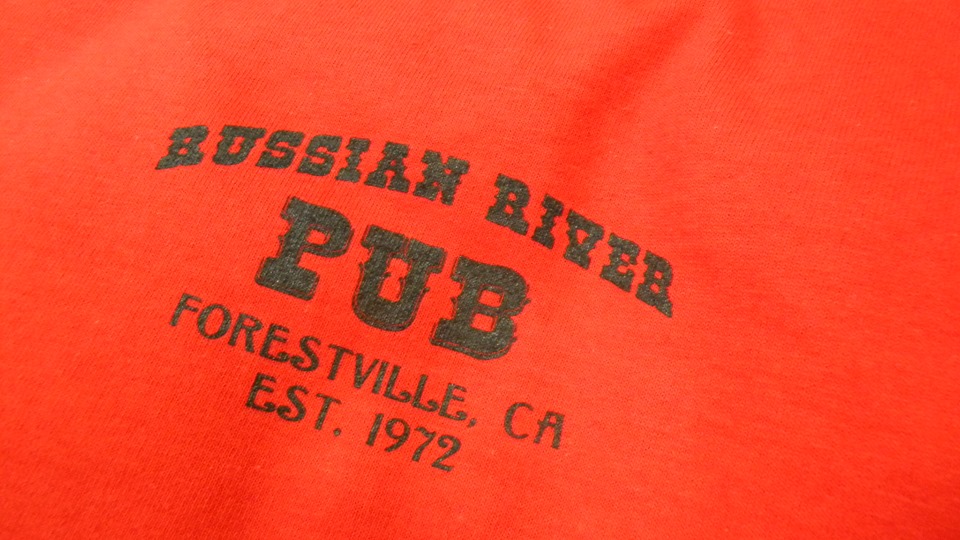 RUSSIAN RIVER
PUB
FORESTVILLE, CA
EST. 1972